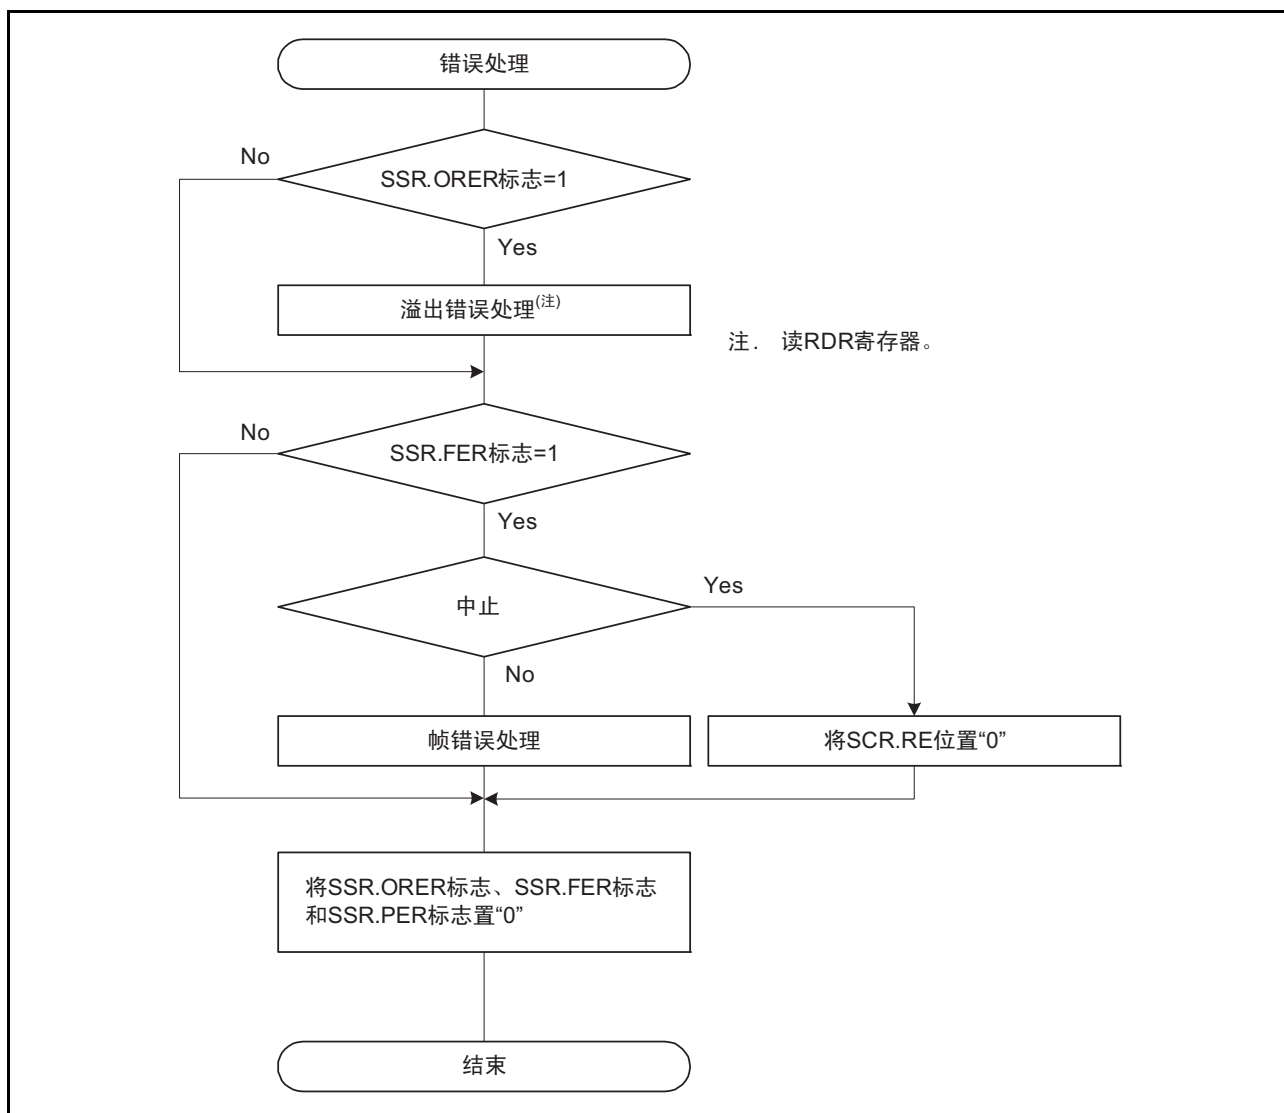 错误处理
No
SSR.ORER标志=1
Yes
溢出错误处理(注)
注. 读RDR寄存器。
No
SSR.FER标志=1
Yes
Yes
中止
No
帧错误处理
将SCR.RE位置“0”
将SSR.ORER标志、SSR.FER标志
和SSR.PER标志置“0”
结束